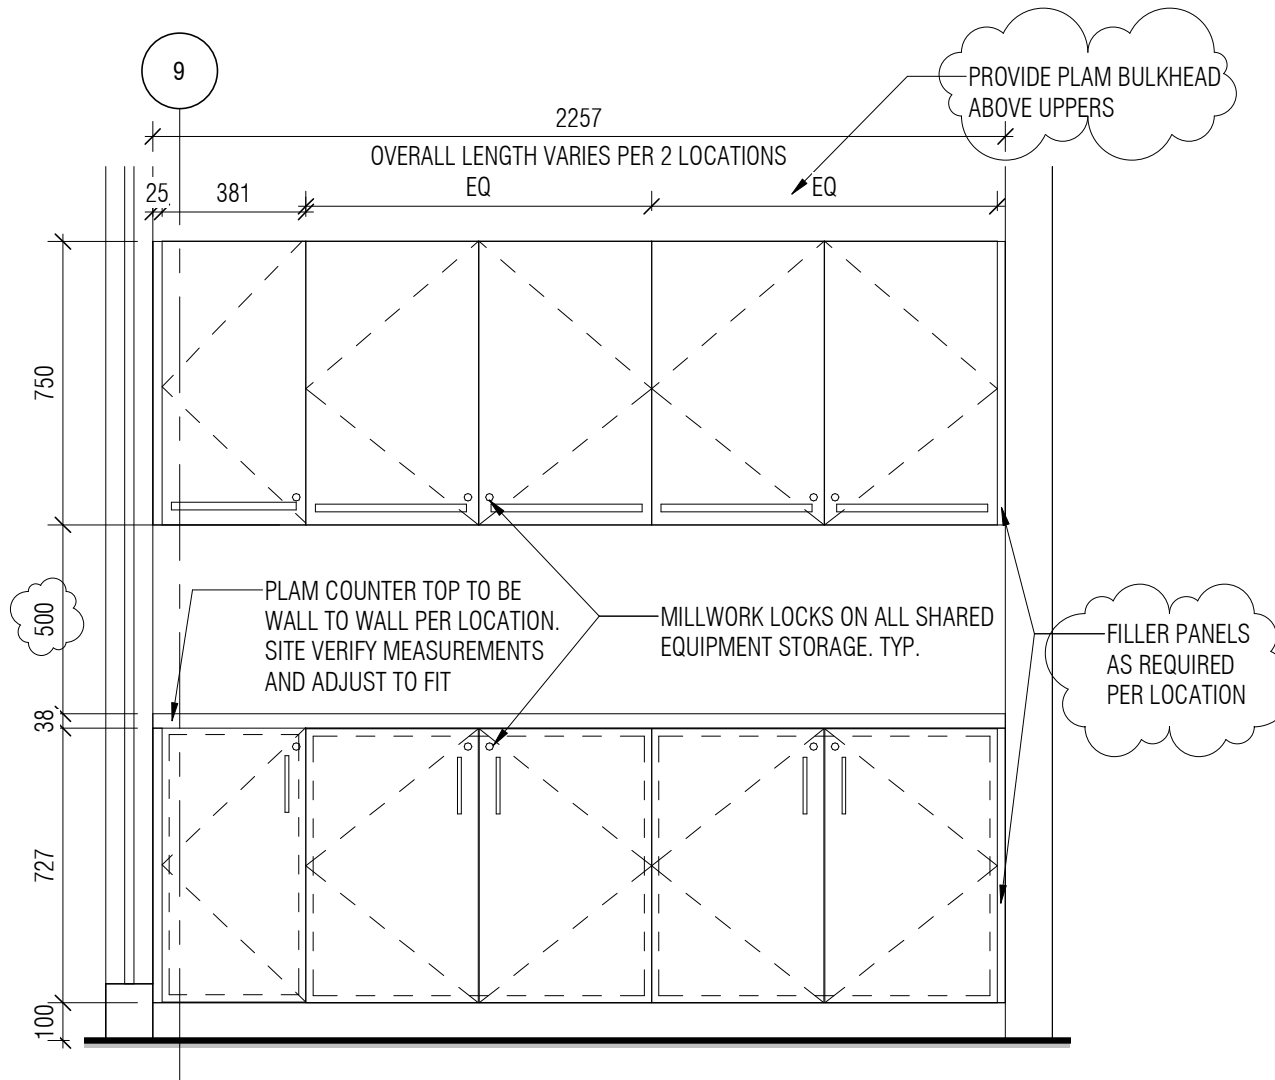 9
PROVIDE PLAM BULKHEAD
ABOVE UPPERS
2257
OVERALL LENGTH VARIES PER 2 LOCATIONS
25
381
EQ
EQ
750
500
38
727
100
PLAM COUNTER TOP TO BE
WALL TO WALL PER LOCATION.
SITE VERIFY MEASUREMENTS
AND ADJUST TO FIT
MILLWORK LOCKS ON ALL SHARED
EQUIPMENT STORAGE. TYP.
FILLER PANELS
AS REQUIRED
PER LOCATION